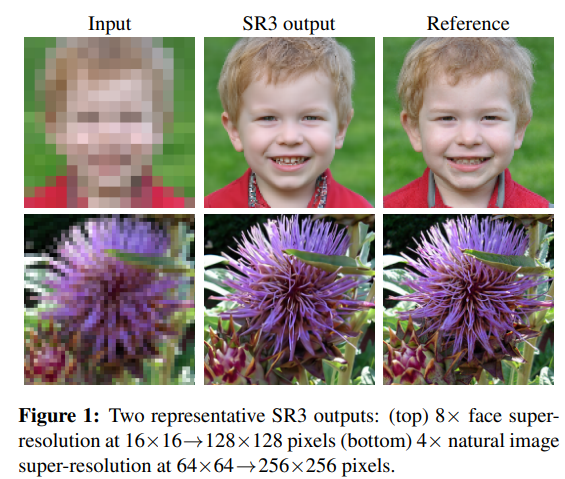 Input SR3 output Reference
Figure 1: Two representative SR3 outputs: (top) 8× face super-
resolution at 16×16→128×128 pixels (bottom) 4× natural image
super-resolution at 64×64→256×256 pixels.